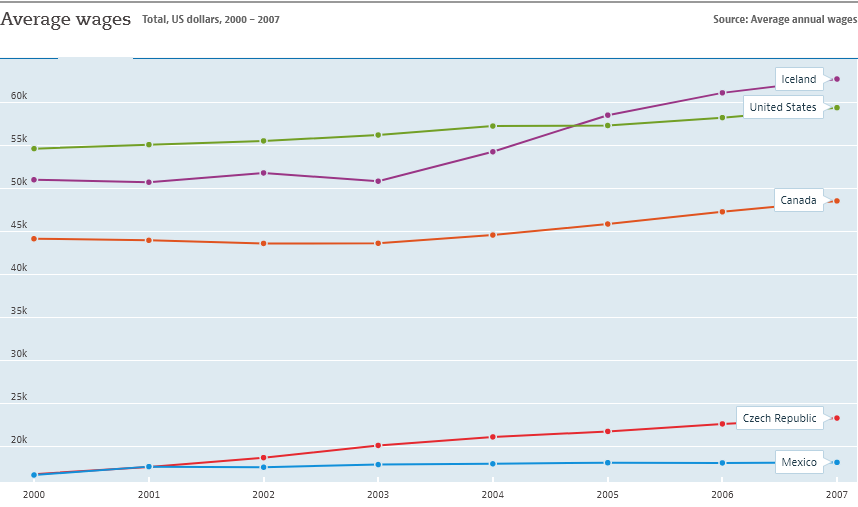 Average wages Total, US dollars, 2000 – 2007 Source: Average annual wages
Iceland
60k
United States
55k
50k
Canada
45k
40k
35k
30k
25k
Czech Republic
20k
Mexico
2000 2001 2002 2003 2004 2005 2006 2007